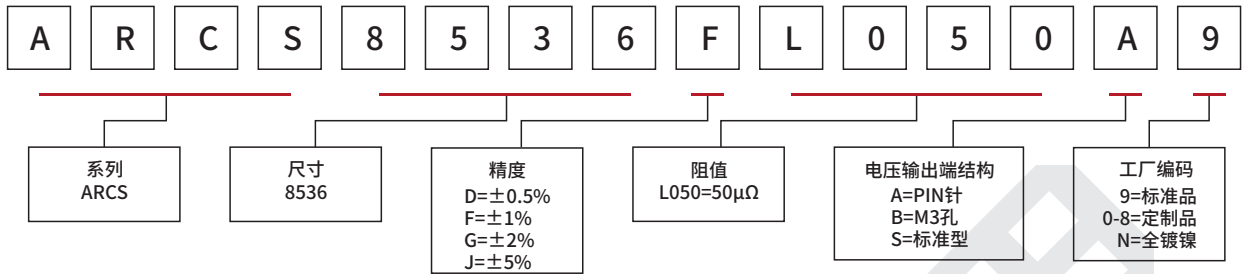 A R C S 8 5 3 6 F L 0 5 0 A 9
系列
ARCS
尺寸
8536
精度
D=±0.5%
F=±1%
G=±2%
J=±5%
阻值
L050=50μΩ
电压输出端结构
A=PIN针
B=M3孔
S=标准型
工厂编码
9=标准品
0-8=定制品
N=全镀镍